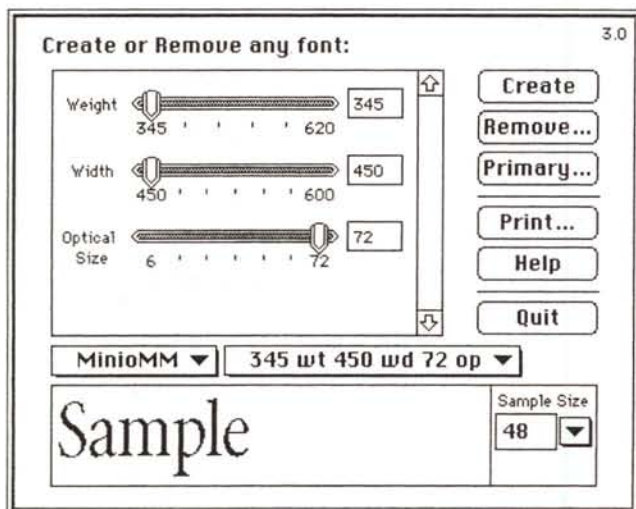 3.0
Create or Remove any font:
Weight 345
345 620
Width 450
450 600
Optical Size 72
6 72
Create
Remove...
Primary...
Print...
Help
Quit
MinioMM 345 wt 450 wd 72 op
Sample
Sample Size
48